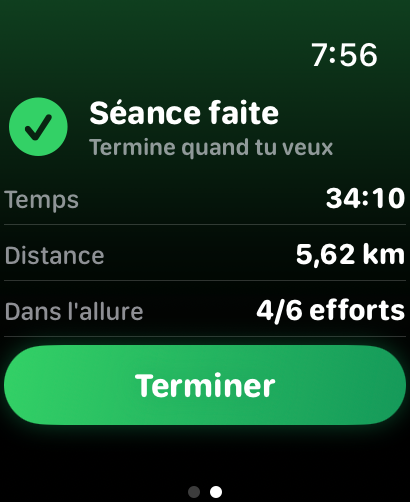 7:56
Séance faite
Termine quand tu veux
Temps 34:10
Distance 5,62 km
Dans l'allure 4/6 efforts
Terminer